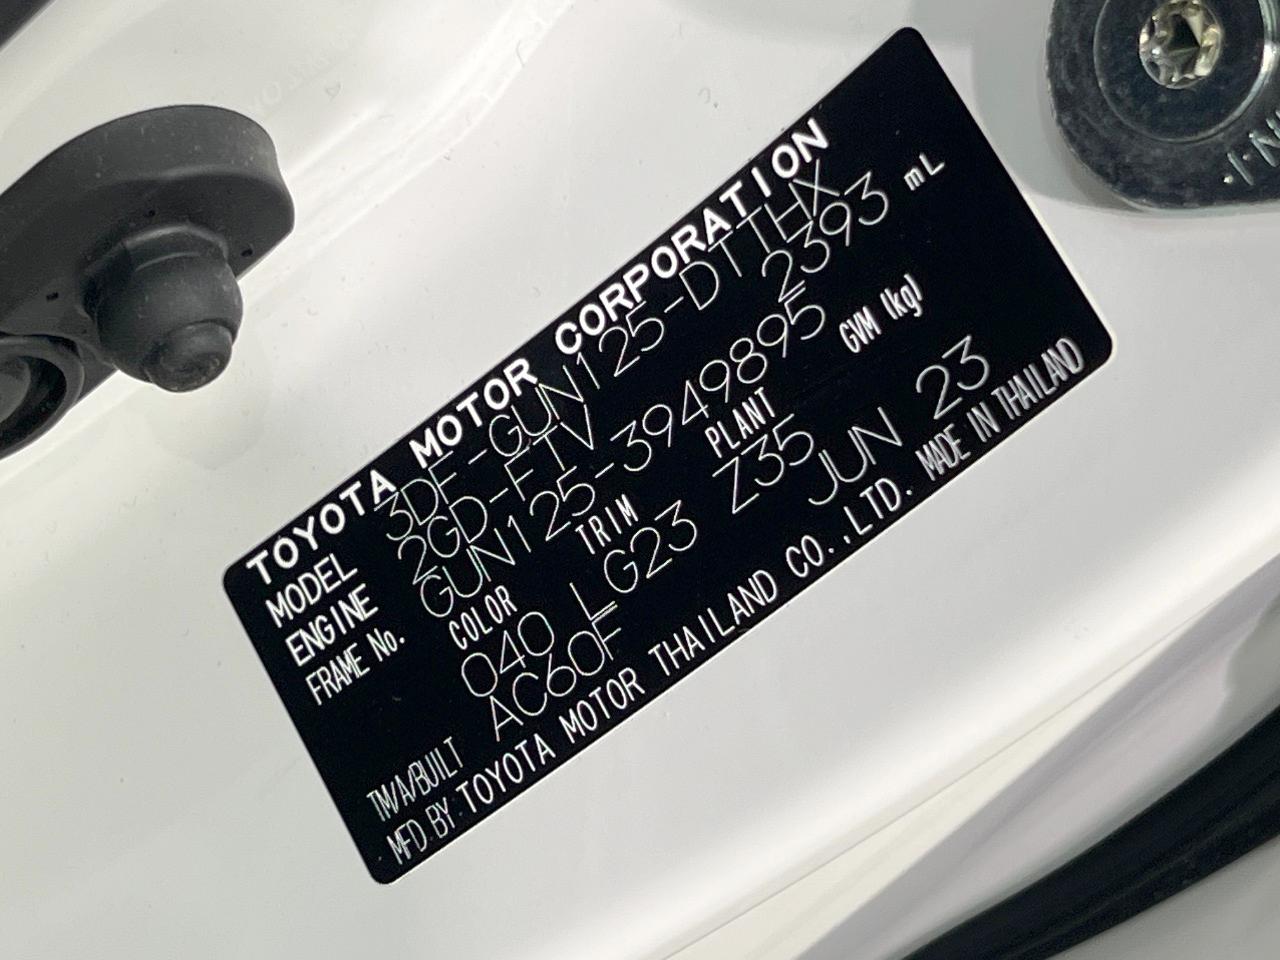 TOYOTA MOTOR CORPORATION
MODEL 3DF-GUN125-DTTHX
ENGINE 2GD-FTV 2393 mL
FRAME No. GUN125-3949895
COLOR TRIM PLANT GVM (kg)
040 LG23 Z35
TM/A/BUILT AC60F JUN 23
MFD.BY:TOYOTA MOTOR THAILAND CO.,LTD. MADE IN THAILAND